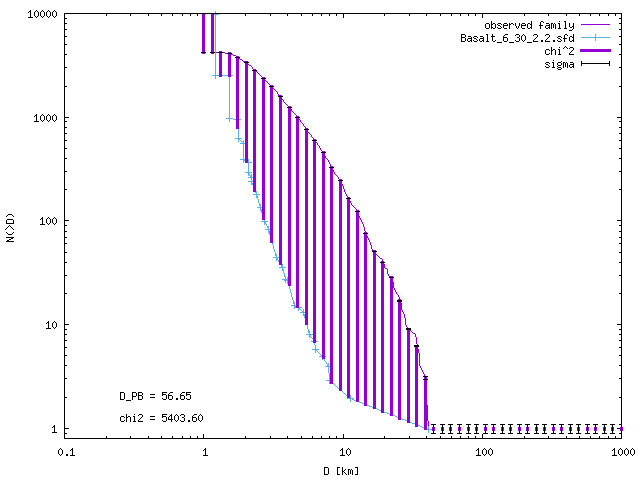 10000
1000
100
10
1
N(>D)
observed family
Basalt_6_30_2.2.sfd
chi^2
sigma
D_PB = 56.65
chi2 = 5403.60
0.1 1 10 100 1000
D [km]